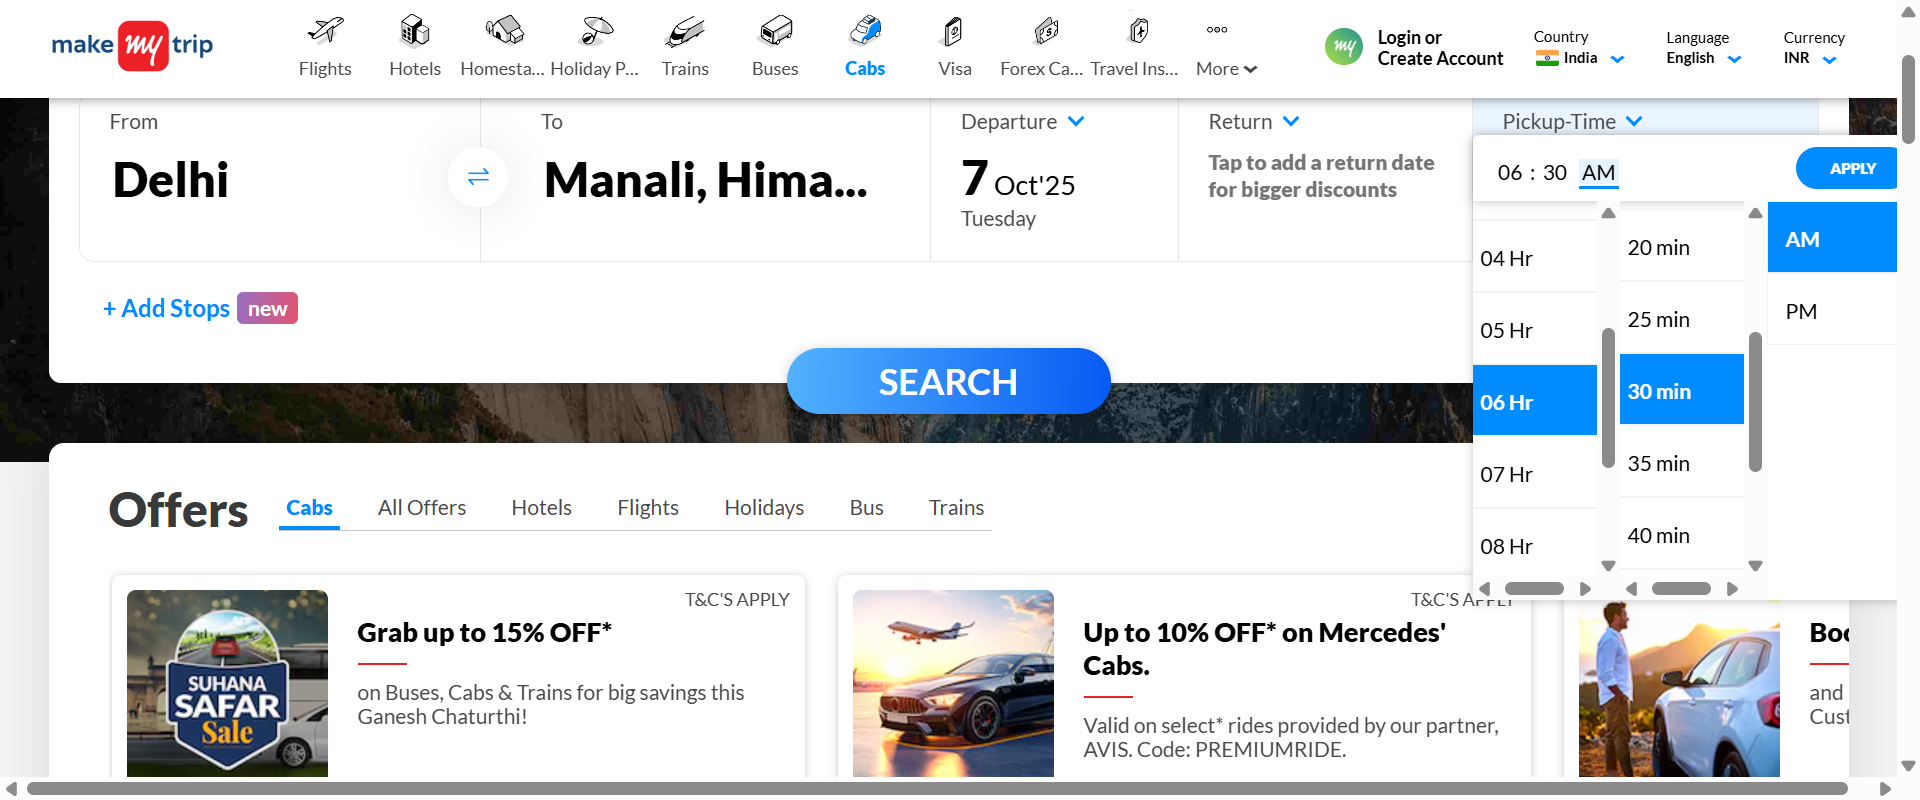 make my trip
Flights
Hotels
Homesta...
Holiday P...
Trains
Buses
Cabs
Visa
Forex Ca...
Travel Ins...
More
my
Login or
Create Account
Country
India
Language
English
Currency
INR
From
Delhi
To
Manali, Hima...
Departure
7 Oct'25
Tuesday
Return
Tap to add a return date
for bigger discounts
Pickup-Time
06 : 30 AM
APPLY
04 Hr
05 Hr
06 Hr
07 Hr
08 Hr
20 min
25 min
30 min
35 min
40 min
AM
PM
+ Add Stops new
SEARCH
Offers
Cabs
All Offers
Hotels
Flights
Holidays
Bus
Trains
SUHANA
SAFAR
Sale
T&C'S APPLY
Grab up to 15% OFF*
on Buses, Cabs & Trains for big savings this
Ganesh Chaturthi!
T&C'S APPLY
Up to 10% OFF* on Mercedes'
Cabs.
Valid on select* rides provided by our partner,
AVIS. Code: PREMIUMRIDE.
Boo
and
Cust